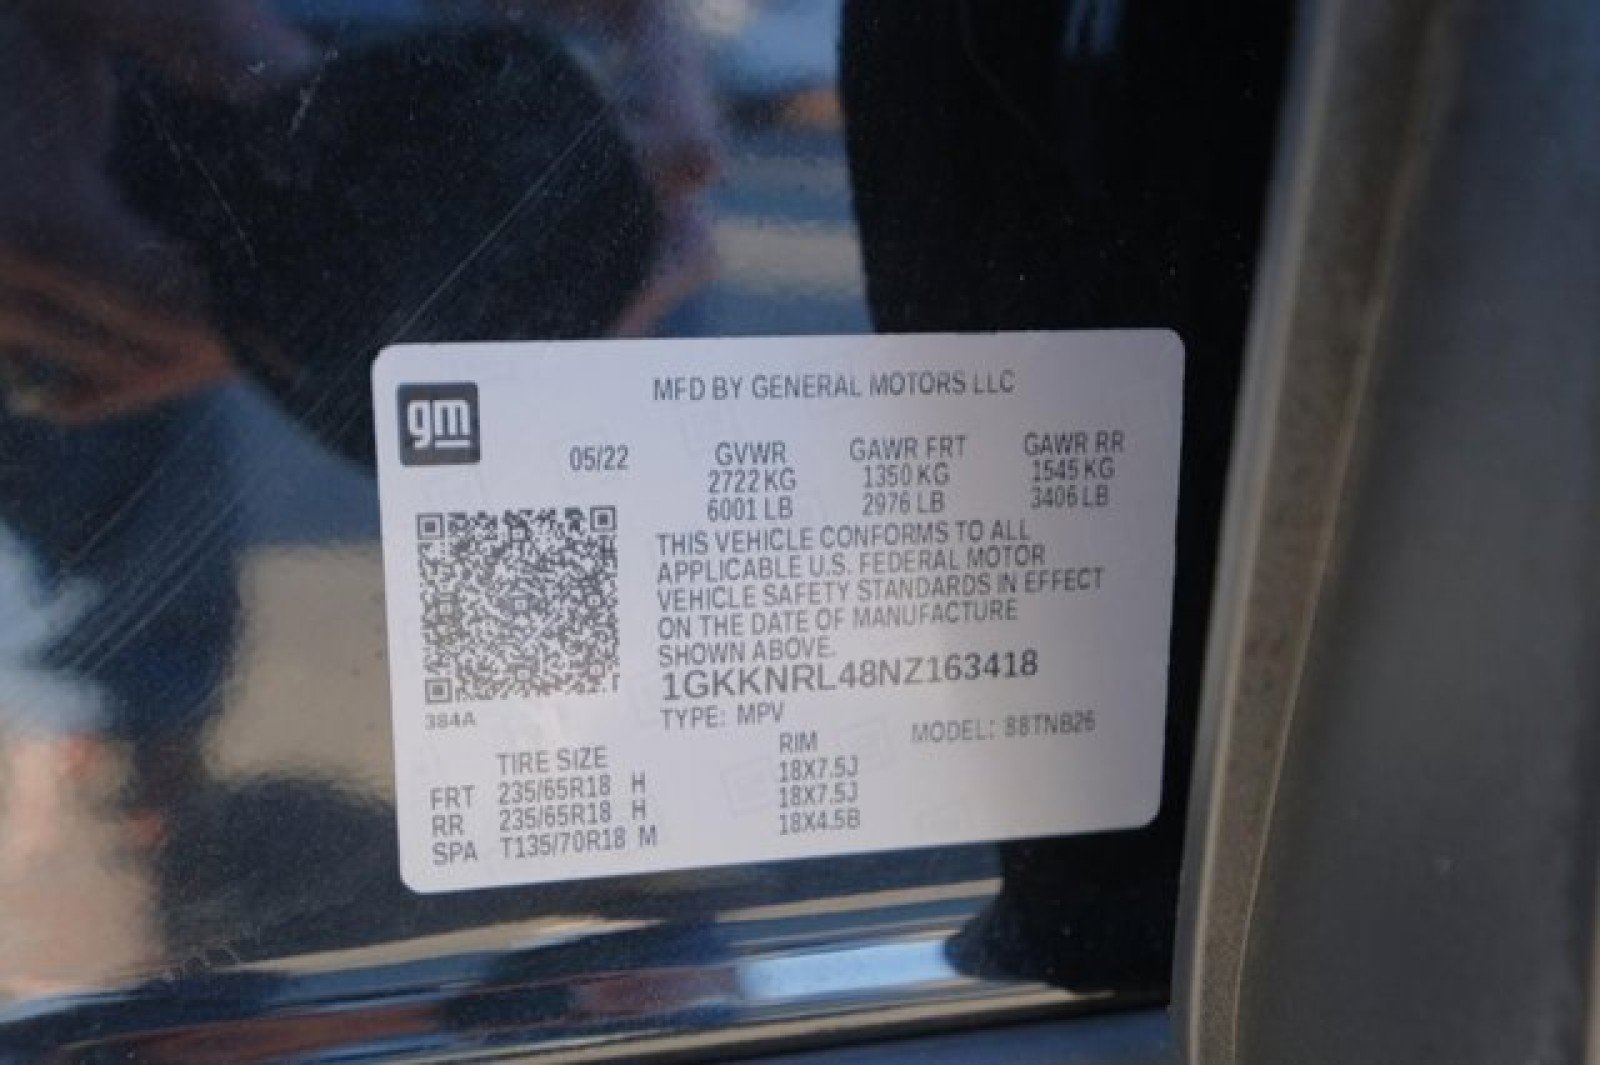 gm
MFD BY GENERAL MOTORS LLC
05/22 GVWR GAWR FRT GAWR RR
2722 KG 1350 KG 1545 KG
6001 LB 2976 LB 3406 LB
THIS VEHICLE CONFORMS TO ALL
APPLICABLE U.S. FEDERAL MOTOR
VEHICLE SAFETY STANDARDS IN EFFECT
ON THE DATE OF MANUFACTURE
SHOWN ABOVE.
1GKKNRL48NZ163418
384A
TYPE: MPV MODEL: 88TNB26
TIRE SIZE RIM
FRT 235/65R18 H 18X7.5J
RR 235/65R18 H 18X7.5J
SPA T135/70R18 M 18X4.5B